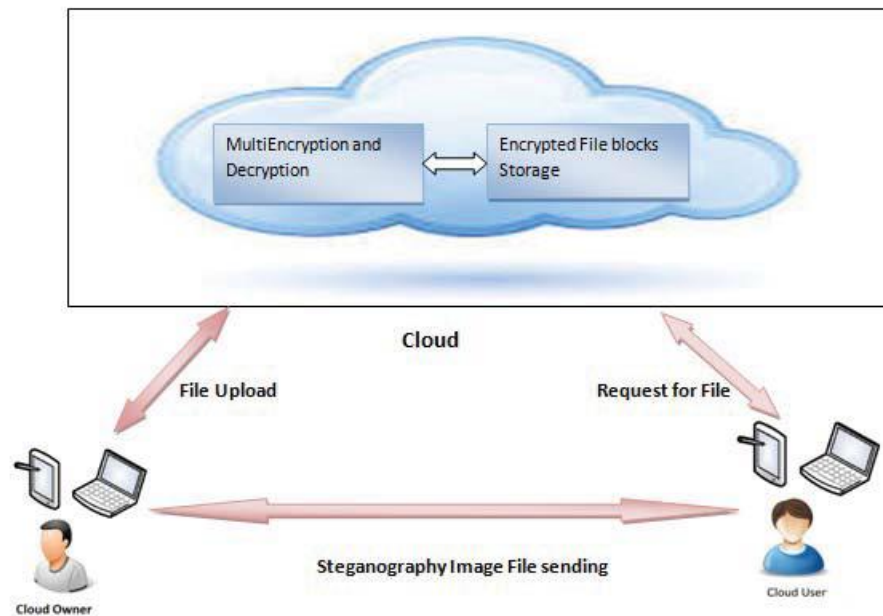 MultiEncryption and
Decryption
Encrypted File blocks
Storage
Cloud
File Upload
Request for File
Steganography Image File sending
Cloud Owner
Cloud User